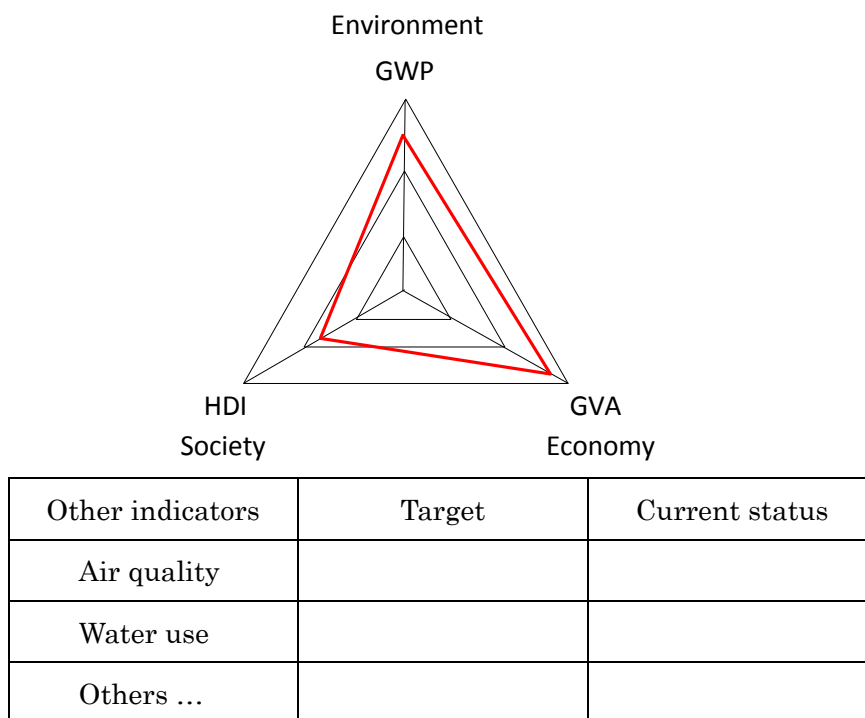 Environment
GWP
HDI GVA
Society Economy
Other indicators Target Current status
Air quality
Water use
Others …